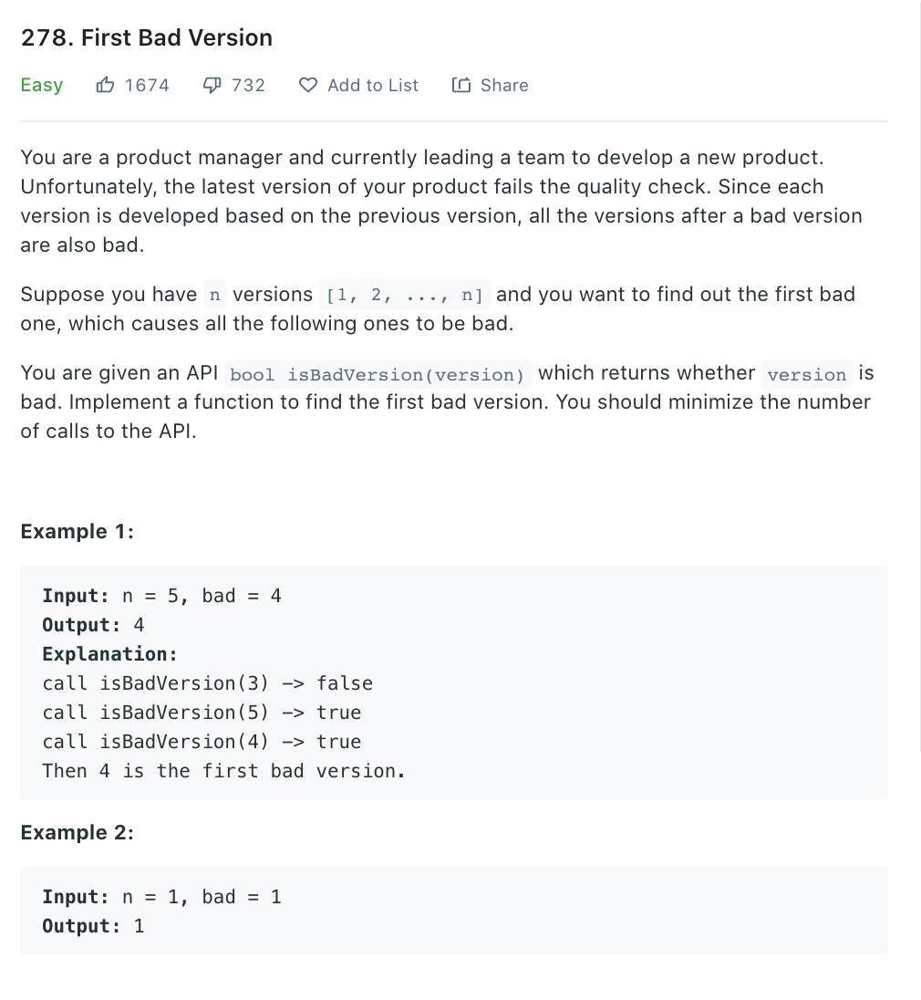 278. First Bad Version
Easy 1674 732 Add to List Share
You are a product manager and currently leading a team to develop a new product.
Unfortunately, the latest version of your product fails the quality check. Since each
version is developed based on the previous version, all the versions after a bad version
are also bad.
Suppose you have n versions [1, 2, ..., n] and you want to find out the first bad
one, which causes all the following ones to be bad.
You are given an API bool isBadVersion(version) which returns whether version is
bad. Implement a function to find the first bad version. You should minimize the number
of calls to the API.
Example 1:
Input: n = 5, bad = 4
Output: 4
Explanation:
call isBadVersion(3) -> false
call isBadVersion(5) -> true
call isBadVersion(4) -> true
Then 4 is the first bad version.
Example 2:
Input: n = 1, bad = 1
Output: 1